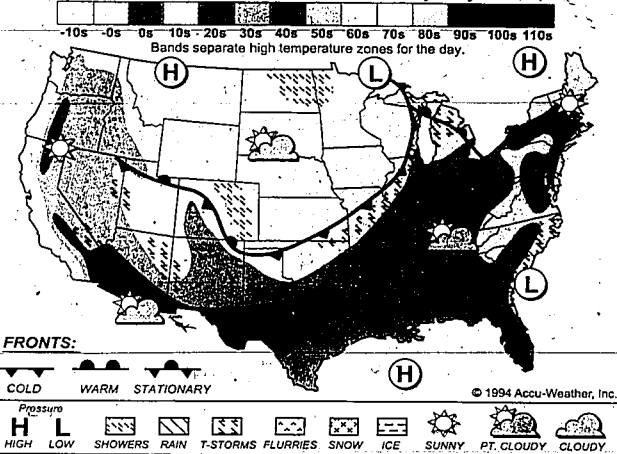 -10s -0s 0s 10s 20s 30s 40s 50s 60s 70s 80s 90s 100s 110s
Bands separate high temperature zones for the day.
H
H
L
L
H
FRONTS:
COLD WARM STATIONARY
© 1994 Accu-Weather, Inc.
Pressure
H L
HIGH LOW SHOWERS RAIN T-STORMS FLURRIES SNOW ICE SUNNY PT. CLOUDY CLOUDY